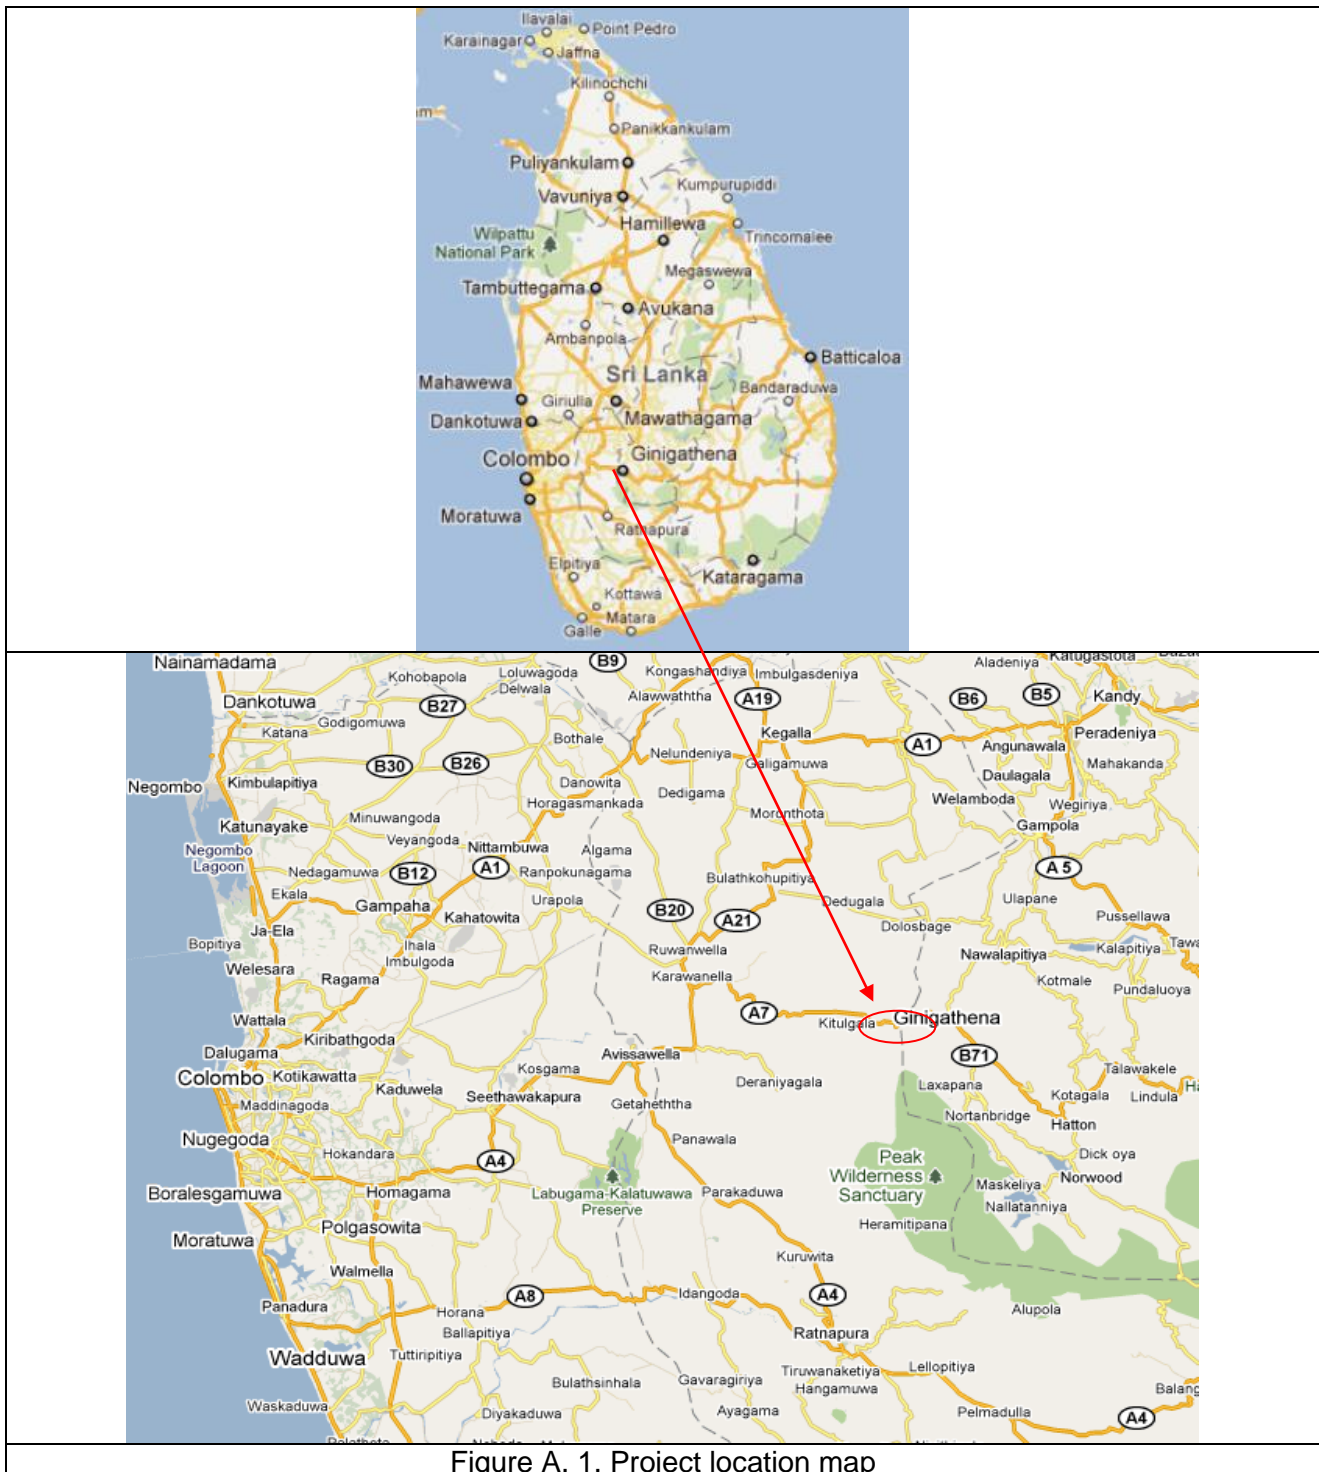 Ilavalai
Point Pedro
Karainagar
Jaffna
Kilinochchi
m
Panikkankulam
Puliyankulam
Kumpurupiddi
Vavuniya
Hamillewa
Wilpattu
National Park
Trincomalee
Megaswewa
Tambuttegama
Avukana
Ambanpola
Batticaloa
Sri Lanka
Mahawewa
Bandaraduwa
Giriulla
Dankotuwa
Mawathagama
Colombo
Ginigathena
Moratuwa
Ratnapura
Elpitiya
Kataragama
Kottawa
Matara
Galle
Nainamadama
B9
Kongashandiya
Imbulgasdeniya
Aladeniya
Katugastota
Kohobapola
Loluwagoda
Delwala
Alawwaththa
A19
B6
B5
Kandy
Dankotuwa
B27
Godigomuwa
Katana
Bothale
Kegalla
A1
Peradeniya
Angunawala
Nelundeniya
Galigamuwa
B30
B26
Mahakanda
Daulagala
Negombo
Kimbulapitiya
Danowita
Dedigama
Welamboda
Wegiriya
Horagasmankada
Moronthota
Minuwangoda
Katunayake
Gampola
Veyangoda
Nittambuwa
Algama
Negombo
Lagoon
Nedagamuwa
B12
A1
Ranpokunagama
Bulathkohupitiya
A5
Ekala
Gampaha
Urapola
Dedugala
Ulapane
Kahatowita
B20
A21
Pussellawa
Ja-Ela
Dolosbage
Bopitiya
Ihala
Imbulgoda
Ruwanwella
Nawalapitiya
Kalapitiya
Tawa
Welesara
Ragama
Karawanella
Kotmale
Pundaluoya
Wattala
A7
Kitulgala
Ginigathena
Kiribathgoda
Dalugama
Avissawella
B71
Colombo
Kotikawatta
Kosgama
Talawakele
Kaduwela
Deraniyagala
Laxapana
Maddinagoda
Seethawakapura
Getaheththa
Kotagala
Lindula
Nortanbridge
Hatton
Nugegoda
Panawala
Hokandara
A4
Peak
Wilderness
Sanctuary
Dick oya
Boralesgamuwa
Homagama
Labugama-Kalatuwawa
Preserve
Parakaduwa
Maskeliya
Norwood
Nallatanniya
Polgasowita
Heramitipana
Moratuwa
Kuruwita
Walmella
A8
Idangoda
A4
Panadura
Horana
Alupola
Ballapitiya
Ratnapura
Wadduwa
Tuttiripitiya
Tiruwanaketiya
Lellopitiya
Bulathsinhala
Gavaragiriya
Hangamuwa
Balang
Waskaduwa
Diyakaduwa
Ayagama
Pelmadulla
A4
Figure A. 1. Project location map